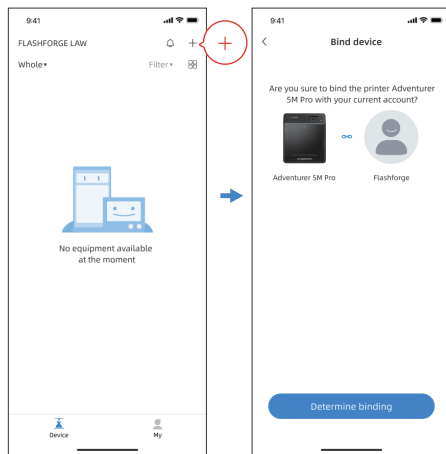 9:41
FLASHFORGE LAW
Whole
Filter
No equipment available
at the moment
Device
My
9:41
Bind device
Are you sure to bind the printer Adventurer
5M Pro with your current account?
Adventurer 5M Pro
Flashforge
Determine binding